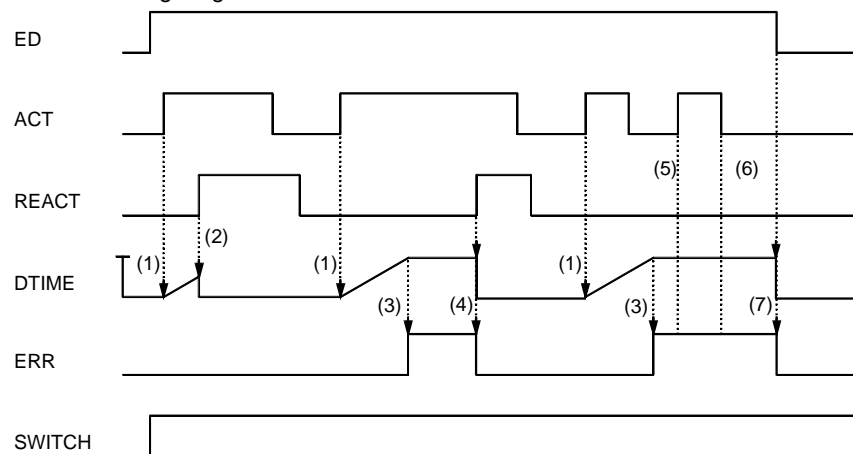 ED
ACT
(5) (6)
REACT
(2)
(1) (1) (1)
DTIME
(3) (4) (3) (7)
ERR
SWITCH